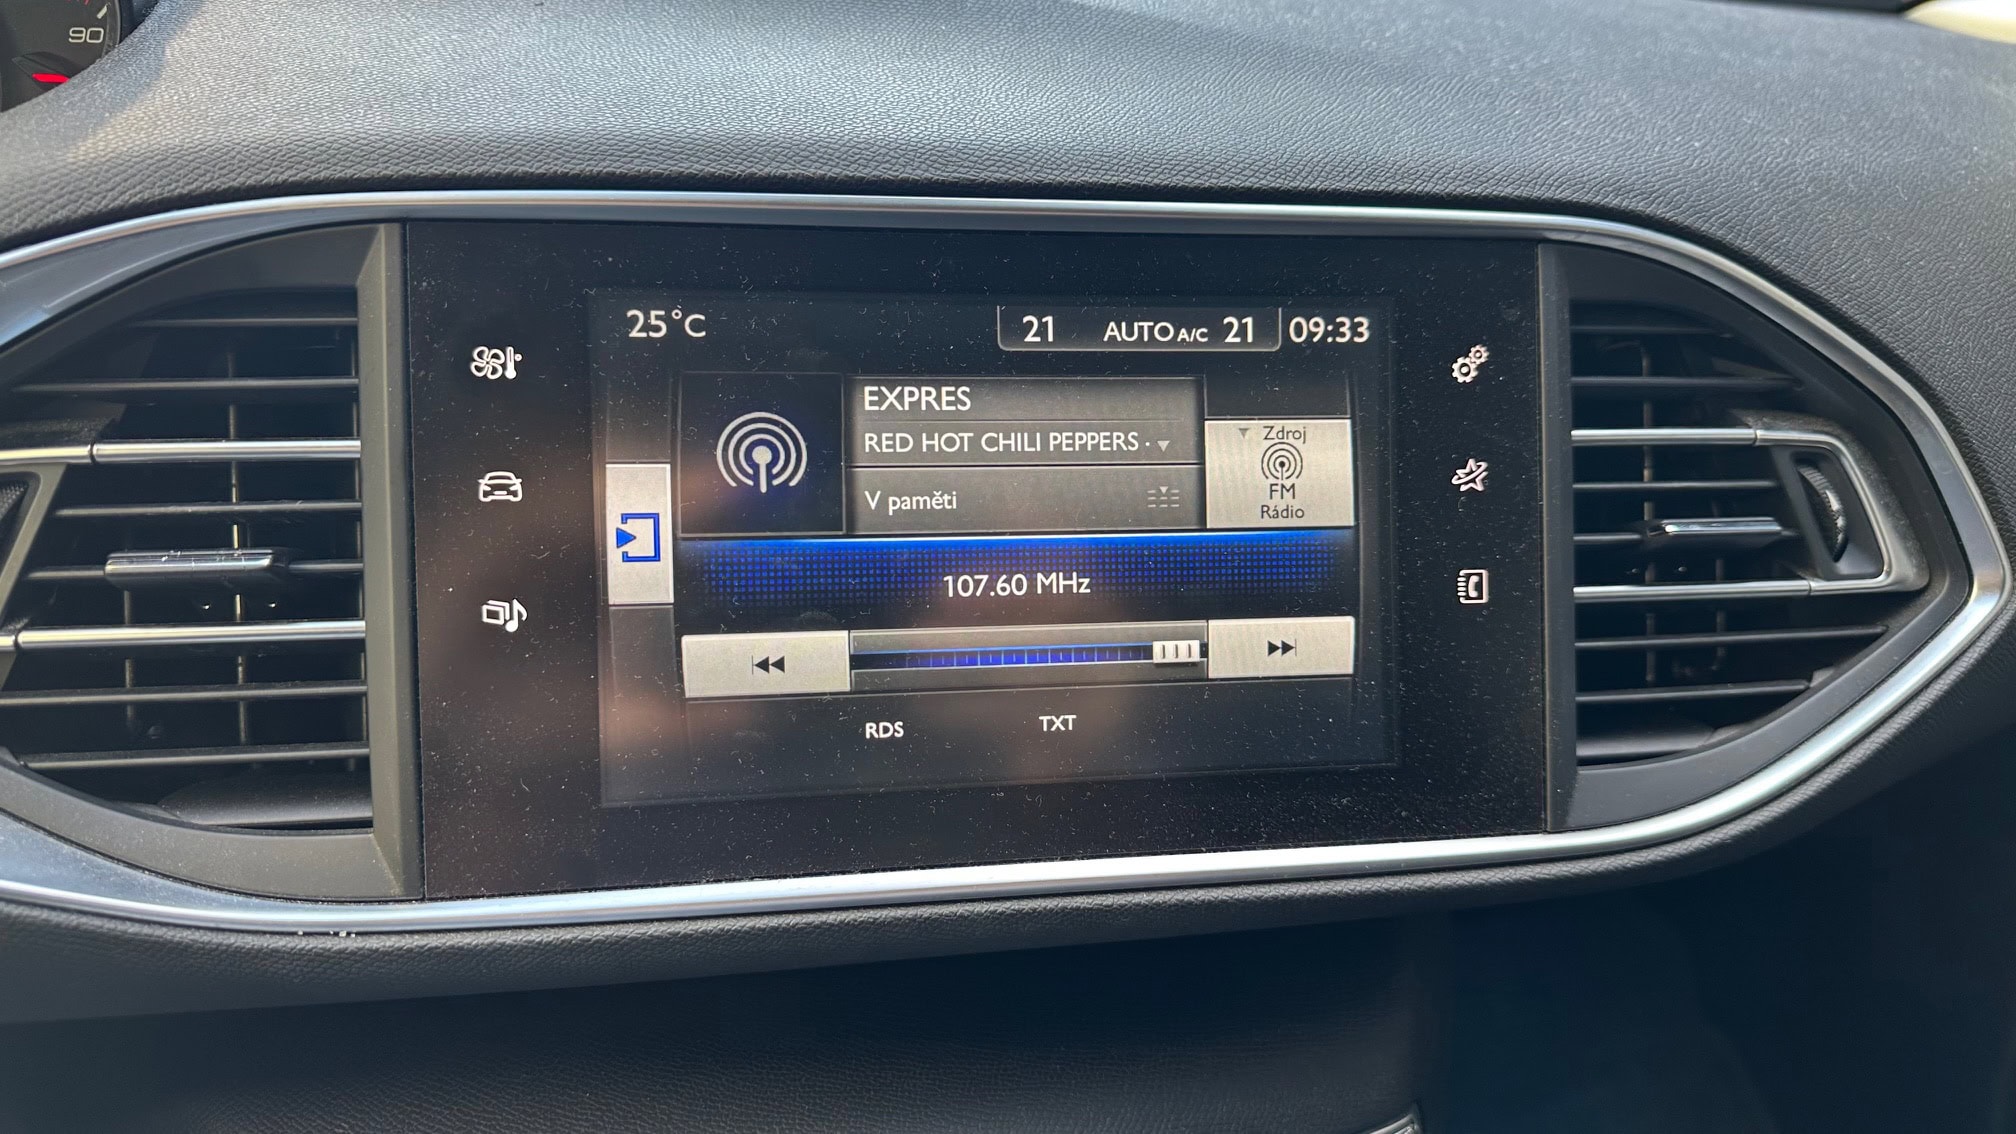 90
25°C
21 AUTO A/C 21 09:33
EXPRES
RED HOT CHILI PEPPERS ·
V paměti
Zdroj
FM
Rádio
107.60 MHz
RDS TXT